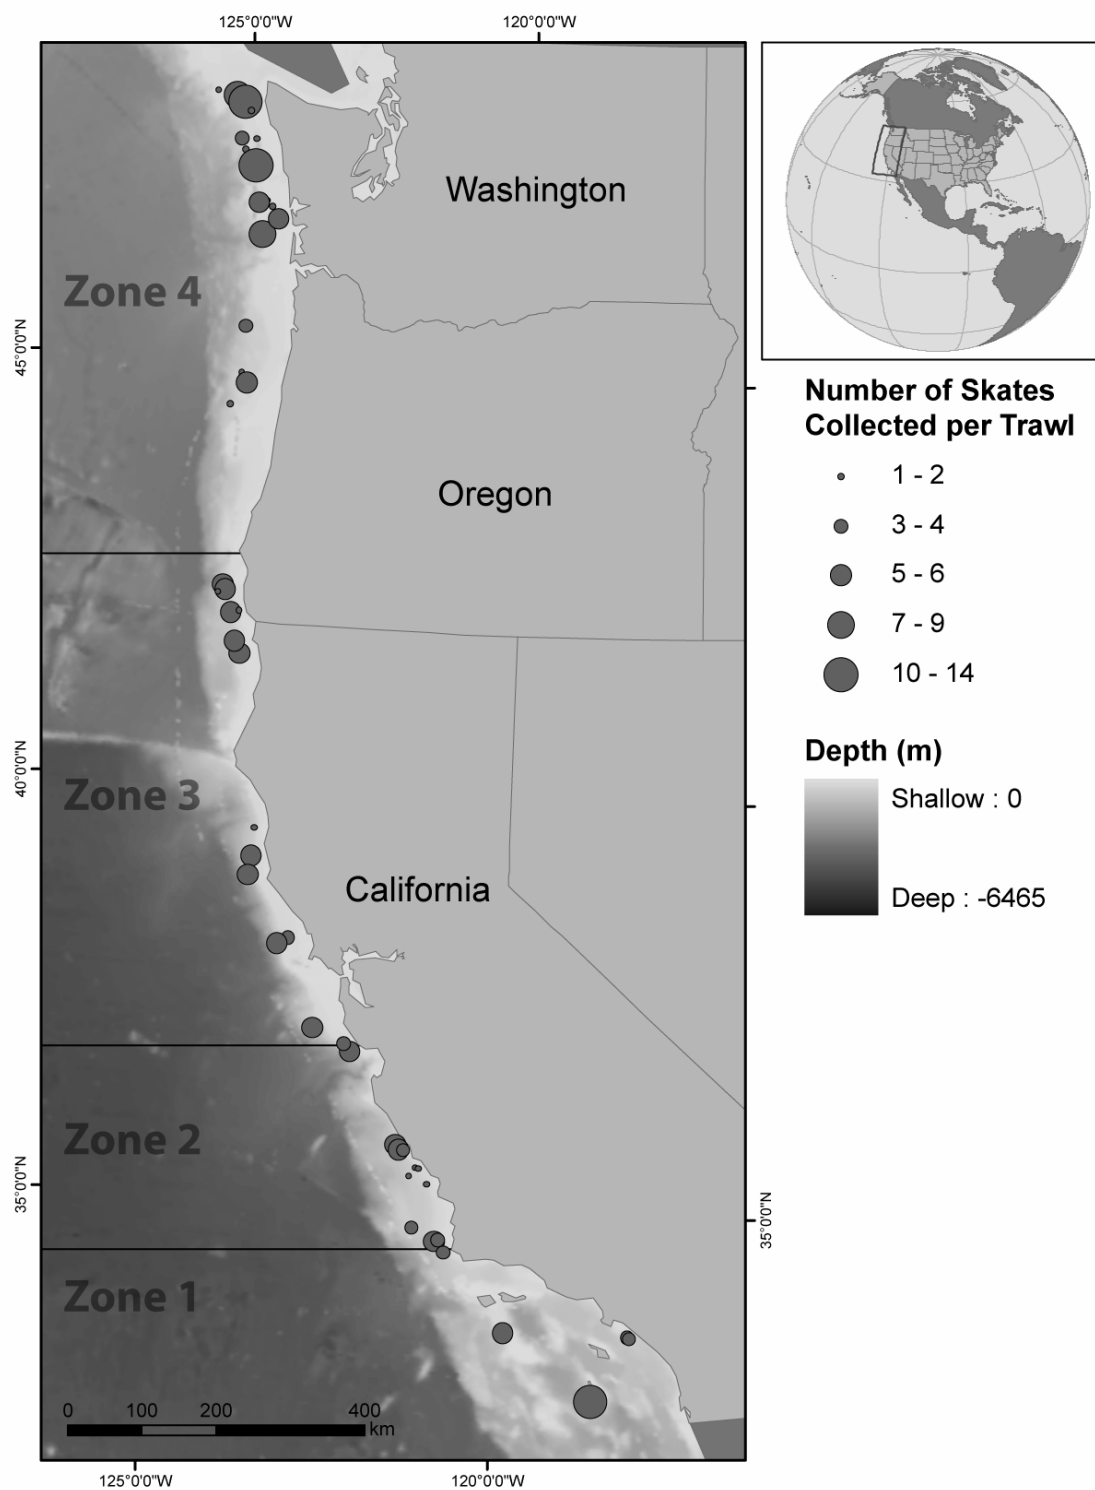 125°0'0"W
120°0'0"W
Washington
Zone 4
45°0'0"N
Number of Skates
Collected per Trawl
1 - 2
Oregon
3 - 4
5 - 6
7 - 9
10 - 14
Depth (m)
40°0'0"N
Zone 3
Shallow : 0
California
Deep : -6465
Zone 2
35°0'0"N
35°0'0"N
Zone 1
0 100 200 400
km
125°0'0"W
120°0'0"W